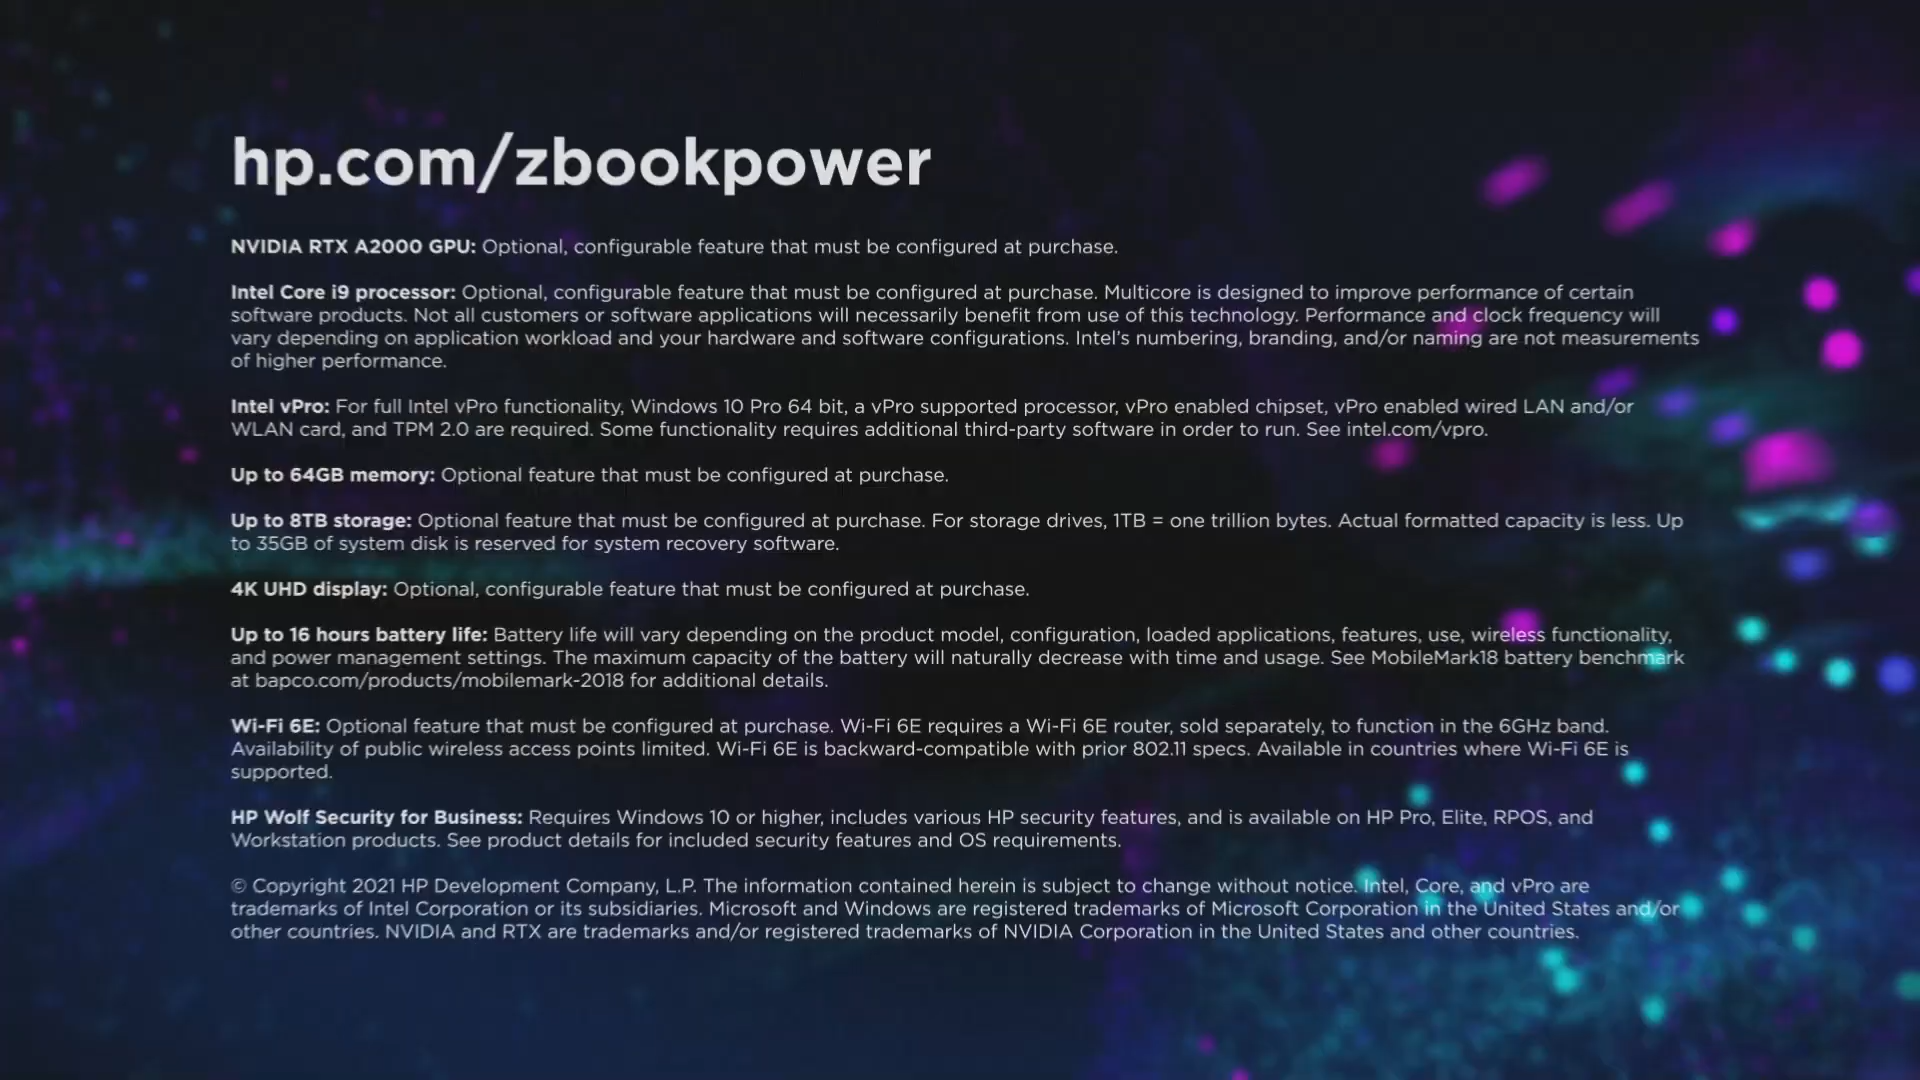 hp.com/zbookpower
NVIDIA RTX A2000 GPU: Optional, configurable feature that must be configured at purchase.
Intel Core i9 processor: Optional, configurable feature that must be configured at purchase. Multicore is designed to improve performance of certain
software products. Not all customers or software applications will necessarily benefit from use of this technology. Performance and clock frequency will
vary depending on application workload and your hardware and software configurations. Intel's numbering, branding, and/or naming are not measurements
of higher performance.
Intel vPro: For full Intel vPro functionality, Windows 10 Pro 64 bit, a vPro supported processor, vPro enabled chipset, vPro enabled wired LAN and/or
WLAN card, and TPM 2.0 are required. Some functionality requires additional third-party software in order to run. See intel.com/vpro.
Up to 64GB memory: Optional feature that must be configured at purchase.
Up to 8TB storage: Optional feature that must be configured at purchase. For storage drives, 1TB = one trillion bytes. Actual formatted capacity is less. Up
to 35GB of system disk is reserved for system recovery software.
4K UHD display: Optional, configurable feature that must be configured at purchase.
Up to 16 hours battery life: Battery life will vary depending on the product model, configuration, loaded applications, features, use, wireless functionality,
and power management settings. The maximum capacity of the battery will naturally decrease with time and usage. See MobileMark18 battery benchmark
at bapco.com/products/mobilemark-2018 for additional details.
Wi-Fi 6E: Optional feature that must be configured at purchase. Wi-Fi 6E requires a Wi-Fi 6E router, sold separately, to function in the 6GHz band.
Availability of public wireless access points limited. Wi-Fi 6E is backward-compatible with prior 802.11 specs. Available in countries where Wi-Fi 6E is
supported.
HP Wolf Security for Business: Requires Windows 10 or higher, includes various HP security features, and is available on HP Pro, Elite, RPOS, and
Workstation products. See product details for included security features and OS requirements.
© Copyright 2021 HP Development Company, L.P. The information contained herein is subject to change without notice. Intel, Core, and vPro are
trademarks of Intel Corporation or its subsidiaries. Microsoft and Windows are registered trademarks of Microsoft Corporation in the United States and/or
other countries. NVIDIA and RTX are trademarks and/or registered trademarks of NVIDIA Corporation in the United States and other countries.